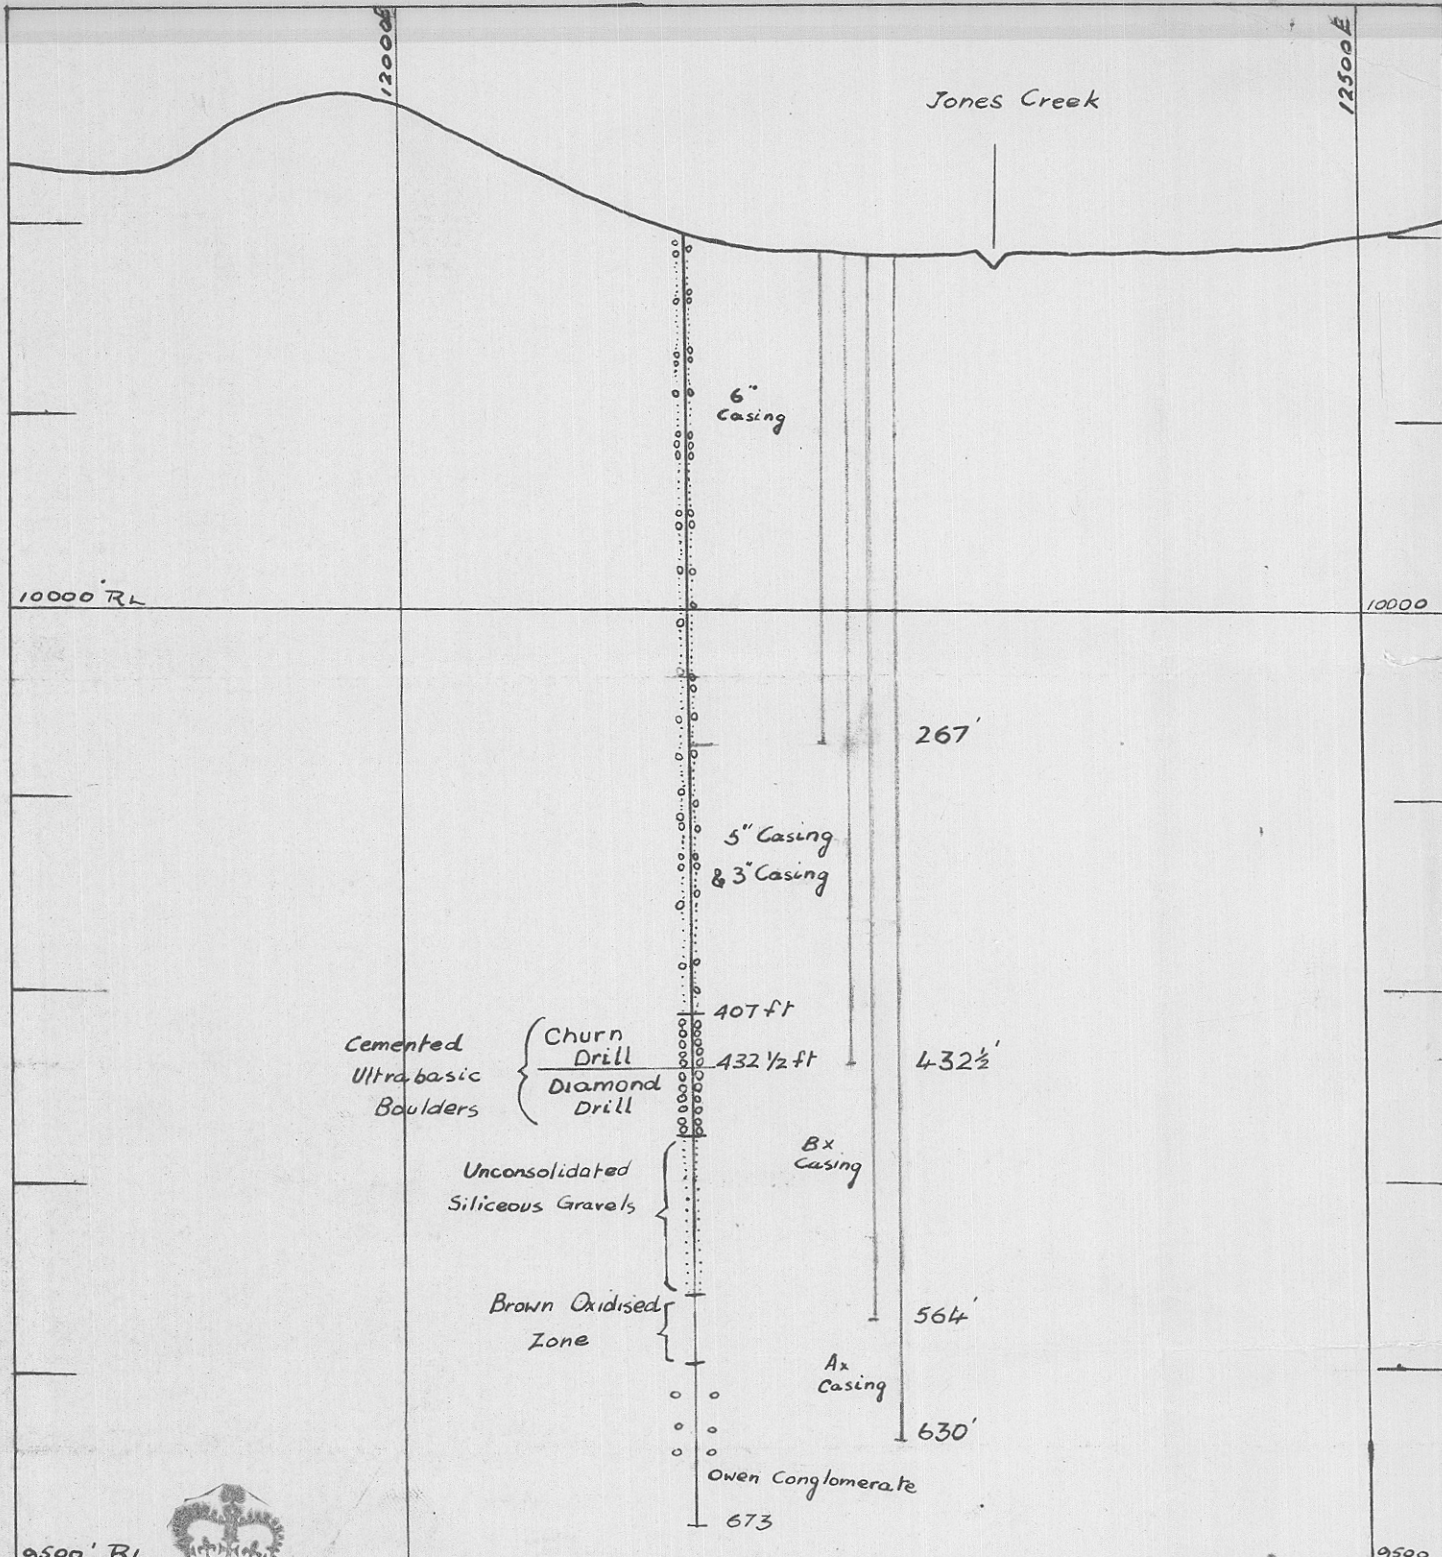 12000E
12500E
Jones Creek
6"
Casing
10000' RL
10000
267'
5" Casing
& 3" Casing
407 ft
Cemented
Ultrabasic
Boulders
Churn
Drill
432 1/2 ft
432½'
Diamond
Drill
Bx
Casing
Unconsolidated
Siliceous Gravels
Brown Oxidised
Zone
564'
Ax
Casing
630'
Owen Conglomerate
673
9500' RL
9500